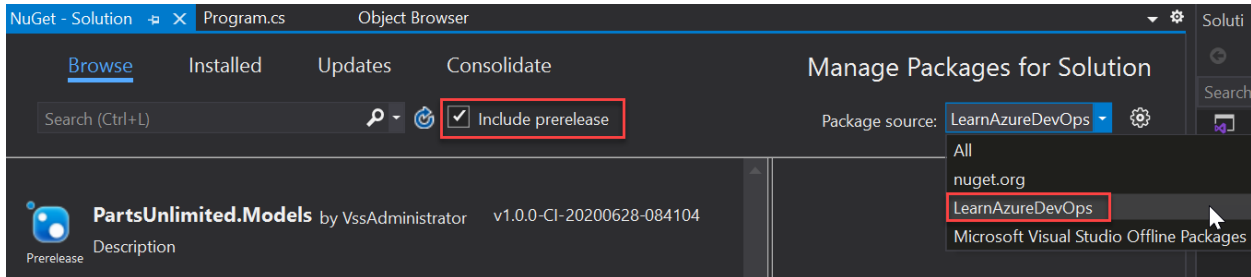 NuGet - Solution Program.cs Object Browser Soluti
Browse Installed Updates Consolidate Manage Packages for Solution
Search (Ctrl+L) Include prerelease Package source: LearnAzureDevOps Search
All
nuget.org
LearnAzureDevOps
Microsoft Visual Studio Offline Packages
PartsUnlimited.Models by VssAdministrator v1.0.0-CI-20200628-084104
Description
Prerelease